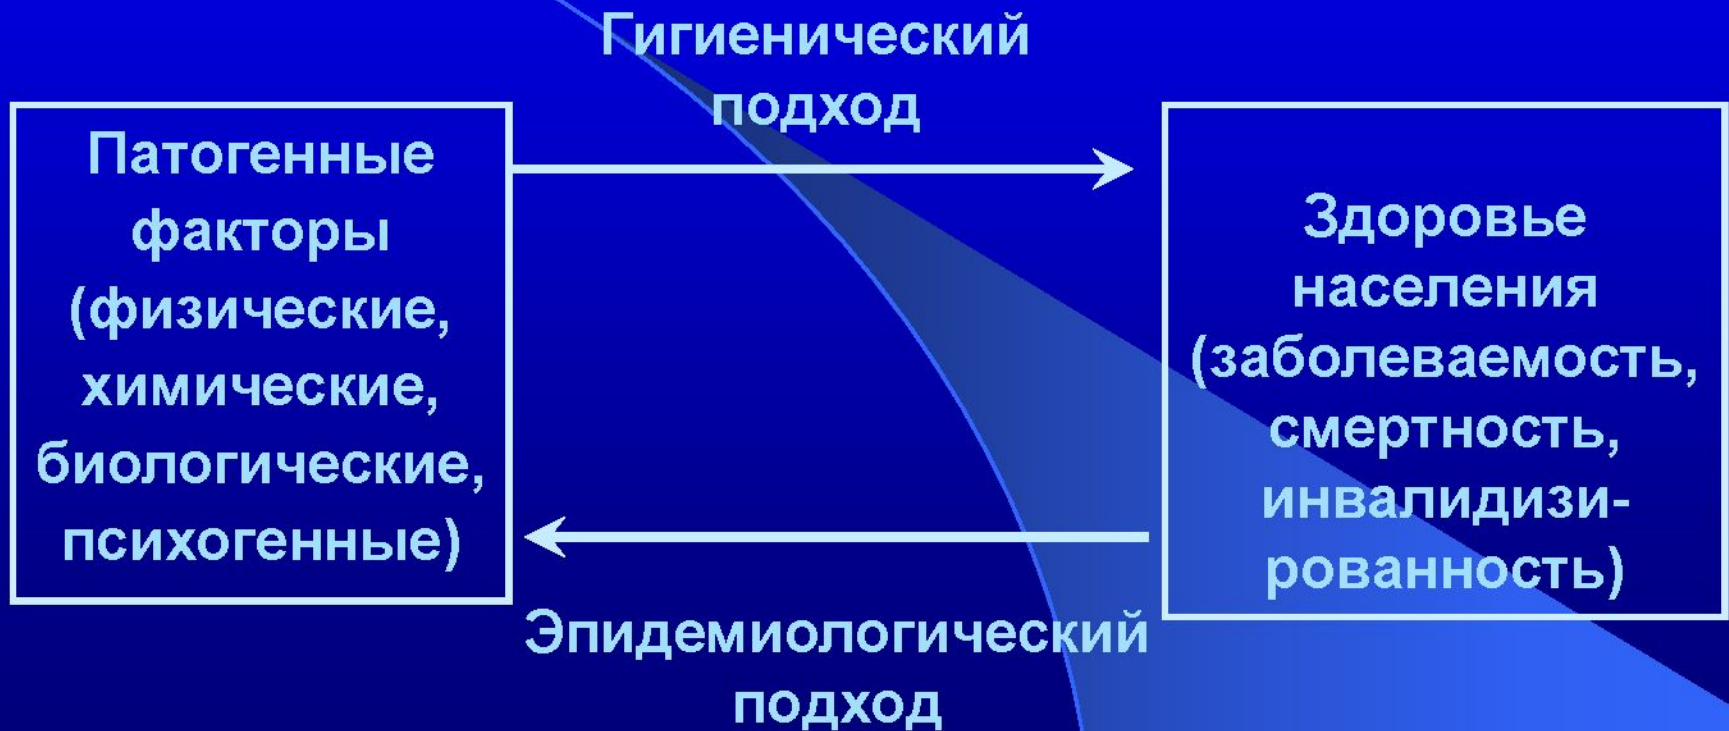 Гигиенический
подход
Патогенные
факторы
(физические,
химические,
биологические,
психогенные)
Здоровье
населения
(заболеваемость,
смертность,
инвалидизи-
рованность)
Эпидемиологический
подход